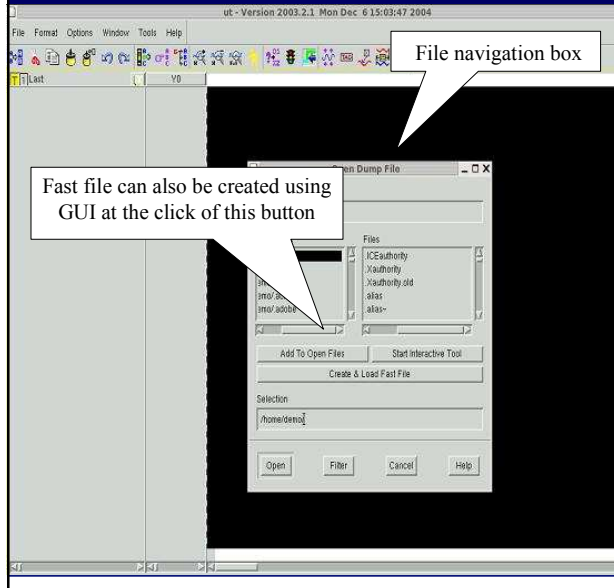 ut - Version 2003.2.1 Mon Dec 6 15:03:47 2004
File Format Options Window Tools Help
T 1 Last Y0
File navigation box
Open Dump File
Fast file can also be created using
GUI at the click of this button
Files
.ICEauthority
.Xauthority
.Xauthority.old
emo/.adobe .alias~
.alias
Add To Open Files Start Interactive Tool
Create & Load Fast File
Selection
/home/demo/
Open Filter Cancel Help